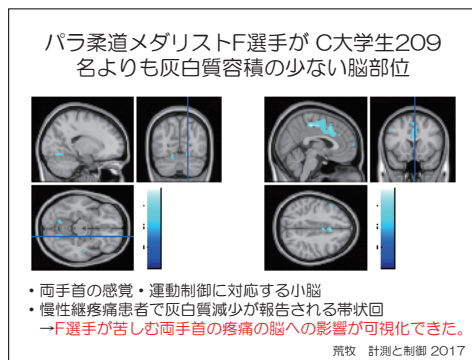 パラ柔道メダリストF選手が C大学生209
名よりも灰白質容積の少ない脳部位
・両手首の感覚・運動制御に対応する小脳
・慢性継疼痛患者で灰白質減少が報告される帯状回
→F選手が苦しむ両手首の疼痛の脳への影響が可視化できた。
荒牧 計測と制御 2017